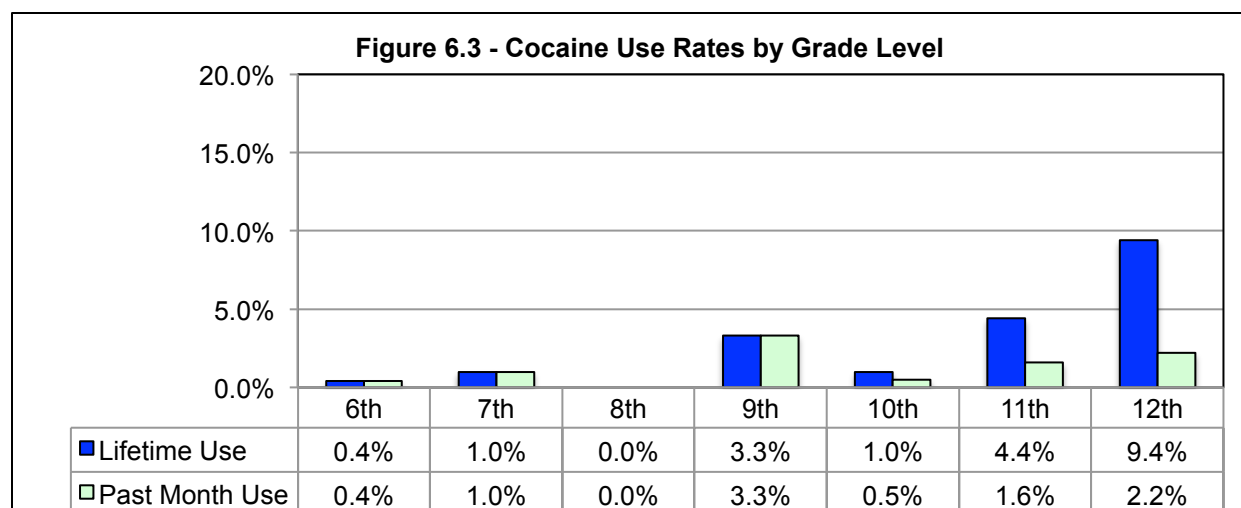 Figure 6.3 - Cocaine Use Rates by Grade Level
20.0%
15.0%
10.0%
5.0%
0.0%
6th 7th 8th 9th 10th 11th 12th
Lifetime Use 0.4% 1.0% 0.0% 3.3% 1.0% 4.4% 9.4%
Past Month Use 0.4% 1.0% 0.0% 3.3% 0.5% 1.6% 2.2%